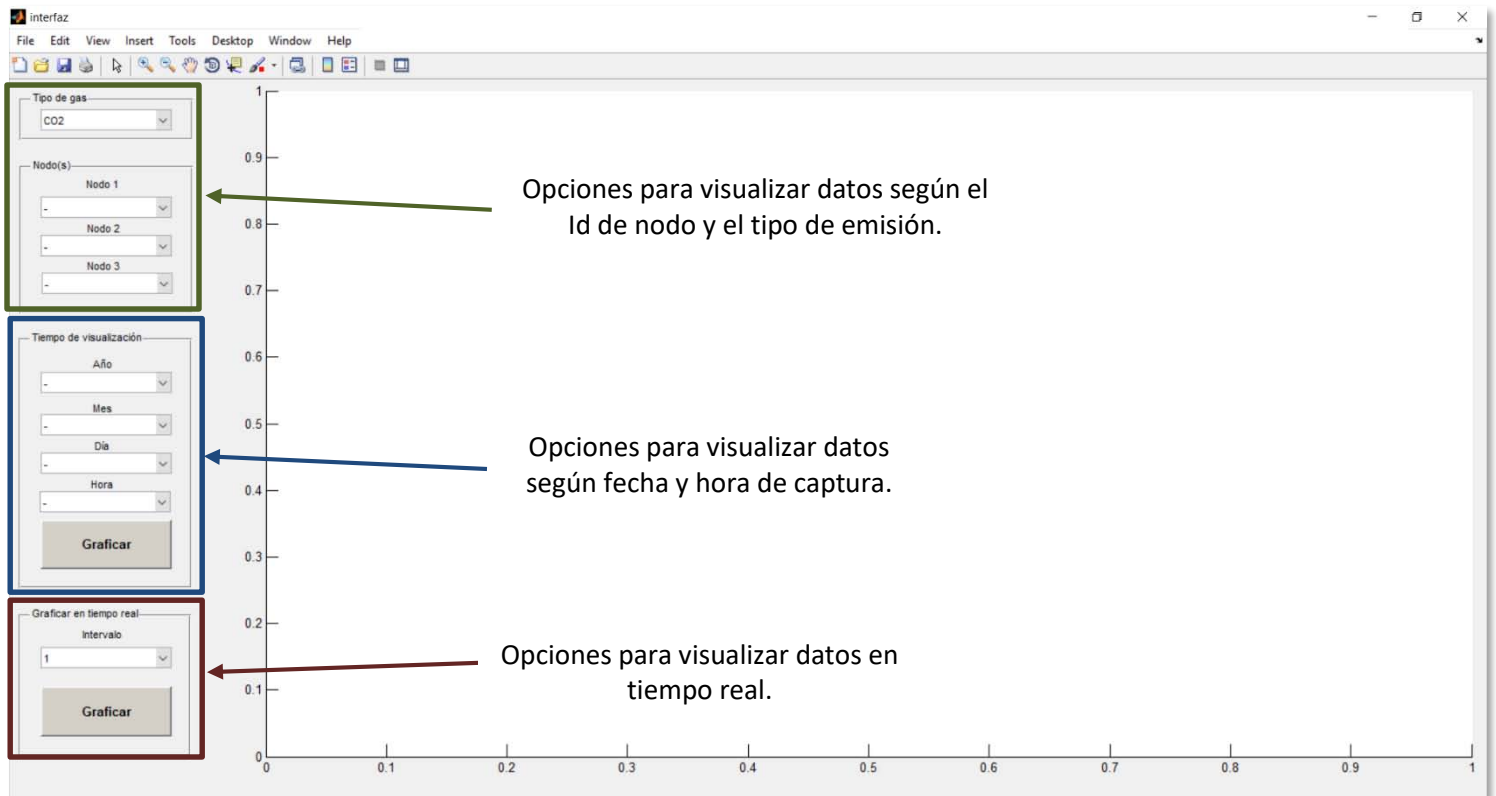 interfaz
File Edit View Insert Tools Desktop Window Help
Tipo de gas
CO2
Nodo(s)
Nodo 1
-
Nodo 2
-
Nodo 3
-
Tiempo de visualización
Año
-
Mes
-
Día
-
Hora
-
Graficar
Graficar en tiempo real
Intervalo
1
Graficar
Opciones para visualizar datos según el
Id de nodo y el tipo de emisión.
Opciones para visualizar datos
según fecha y hora de captura.
Opciones para visualizar datos en
tiempo real.
1
0.9
0.8
0.7
0.6
0.5
0.4
0.3
0.2
0.1
0
0 0.1 0.2 0.3 0.4 0.5 0.6 0.7 0.8 0.9 1